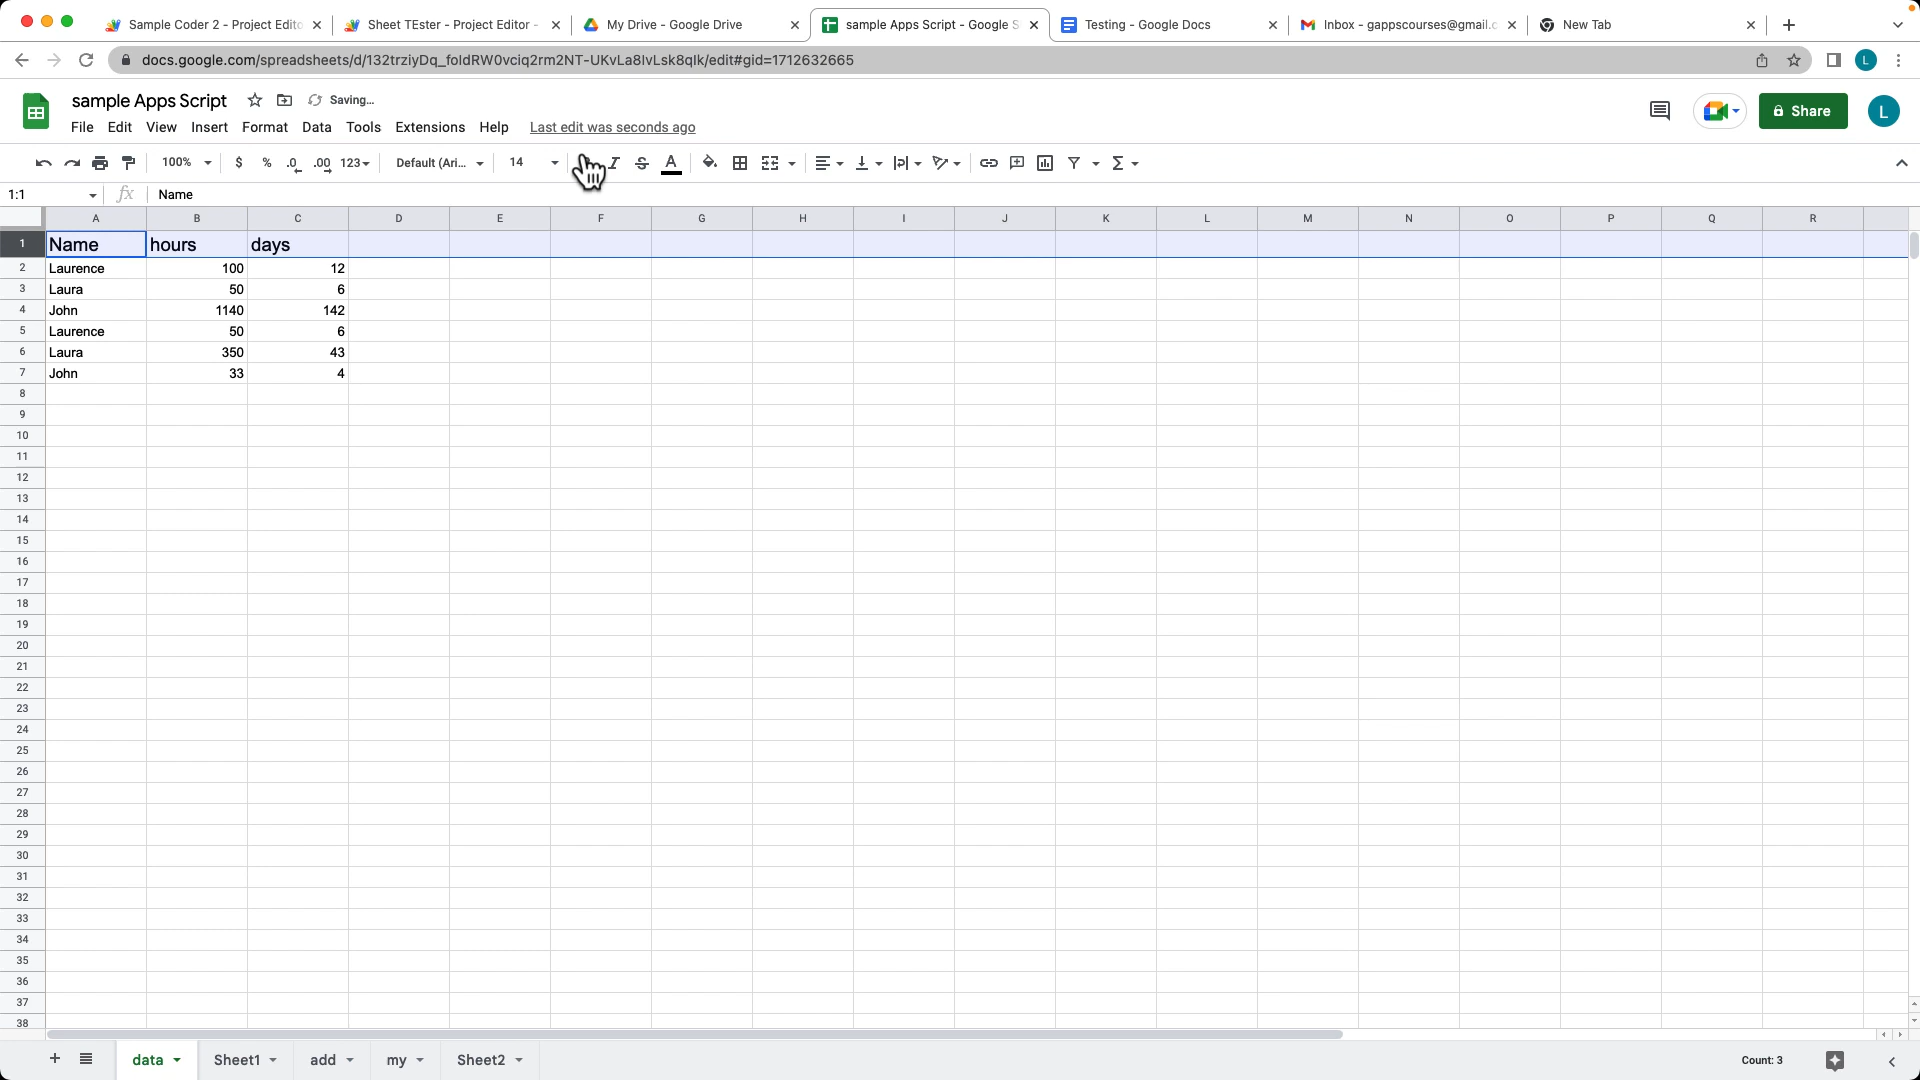 Sample Coder 2 - Project Edito
Sheet TEster - Project Editor -
My Drive - Google Drive
sample Apps Script - Google S
Testing - Google Docs
Inbox - gappscourses@gmail.c
New Tab
docs.google.com/spreadsheets/d/132trziyDq_foldRW0vciq2rm2NT-UKvLa8lvLsk8qlk/edit#gid=1712632665
L
sample Apps Script
Saving...
Share
L
File Edit View Insert Format Data Tools Extensions Help Last edit was seconds ago
100% $ % .0 .00 123 Default (Ari... 14 I S A Σ
1:1 fx Name
A B C D E F G H I J K L M N O P Q R
1 Name hours days
2 Laurence 100 12
3 Laura 50 6
4 John 1140 142
5 Laurence 50 6
6 Laura 350 43
7 John 33 4
8
9
10
11
12
13
14
15
16
17
18
19
20
21
22
23
24
25
26
27
28
29
30
31
32
33
34
35
36
37
38
+ data Sheet1 add my Sheet2 Count: 3